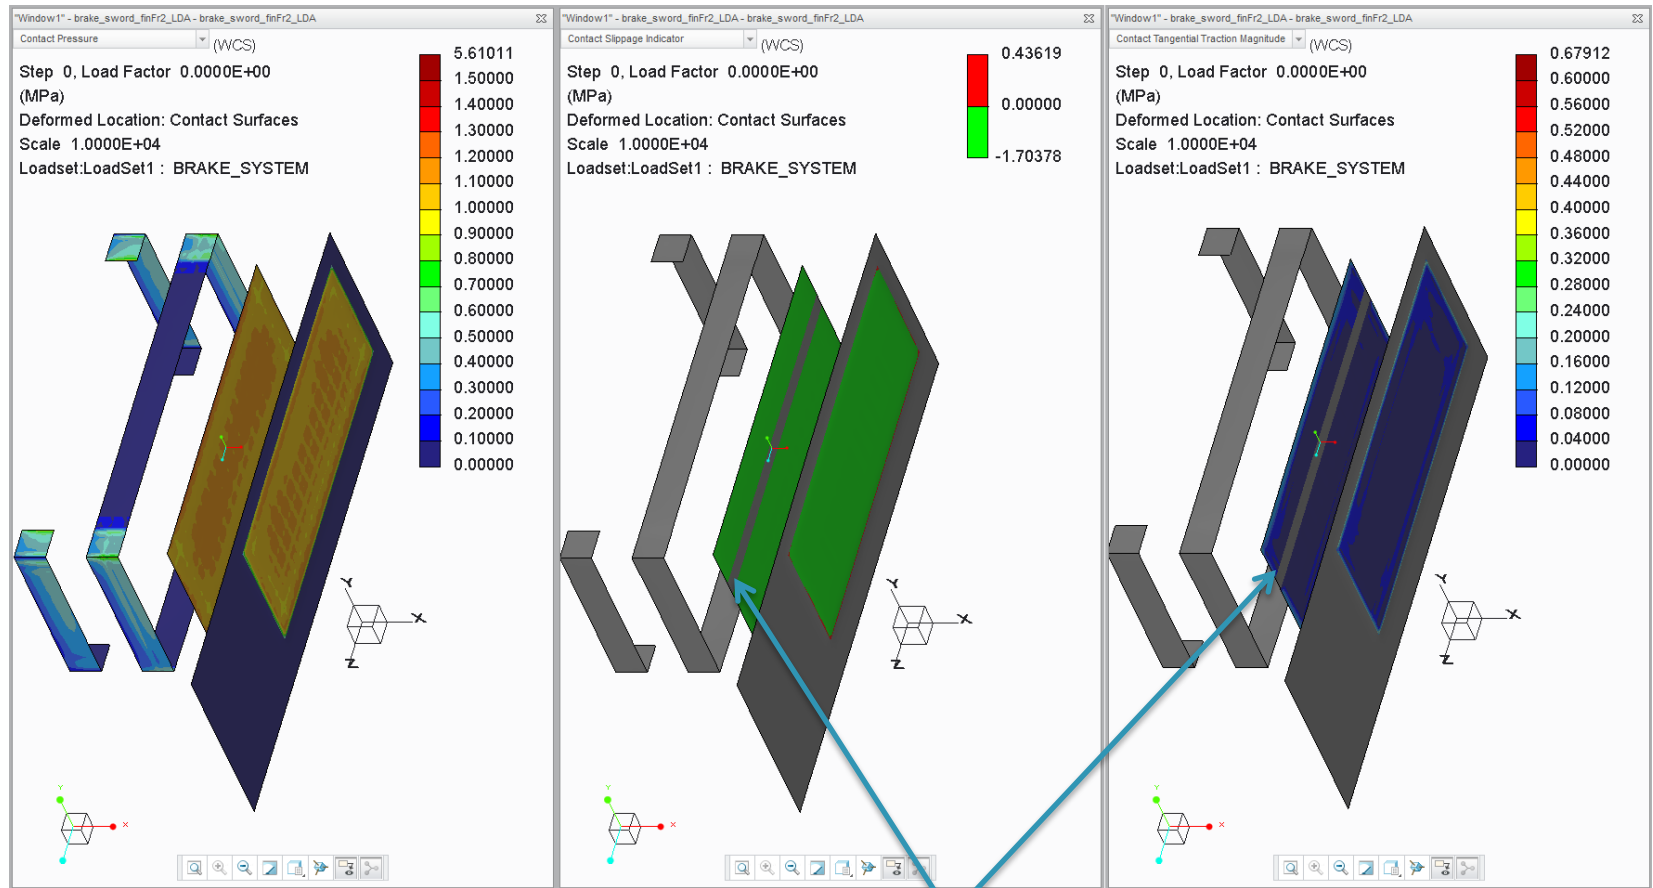 "Window1" - brake_sword_finFr2_LDA - brake_sword_finFr2_LDA
Contact Pressure
(WCS)
Step 0, Load Factor 0.0000E+00
(MPa)
Deformed Location: Contact Surfaces
Scale 1.0000E+04
Loadset:LoadSet1 : BRAKE_SYSTEM
5.61011
1.50000
1.40000
1.30000
1.20000
1.10000
1.00000
0.90000
0.80000
0.70000
0.60000
0.50000
0.40000
0.30000
0.20000
0.10000
0.00000
Y
X
Z
Y
X
"Window1" - brake_sword_finFr2_LDA - brake_sword_finFr2_LDA
Contact Slippage Indicator
(WCS)
Step 0, Load Factor 0.0000E+00
(MPa)
Deformed Location: Contact Surfaces
Scale 1.0000E+04
Loadset:LoadSet1 : BRAKE_SYSTEM
0.43619
0.00000
-1.70378
Y
X
Z
Y
X
"Window1" - brake_sword_finFr2_LDA - brake_sword_finFr2_LDA
Contact Tangential Traction Magnitude
(WCS)
Step 0, Load Factor 0.0000E+00
(MPa)
Deformed Location: Contact Surfaces
Scale 1.0000E+04
Loadset:LoadSet1 : BRAKE_SYSTEM
0.67912
0.60000
0.56000
0.52000
0.48000
0.44000
0.40000
0.36000
0.32000
0.28000
0.24000
0.20000
0.16000
0.12000
0.08000
0.04000
0.00000
Y
X
Z
Y
X